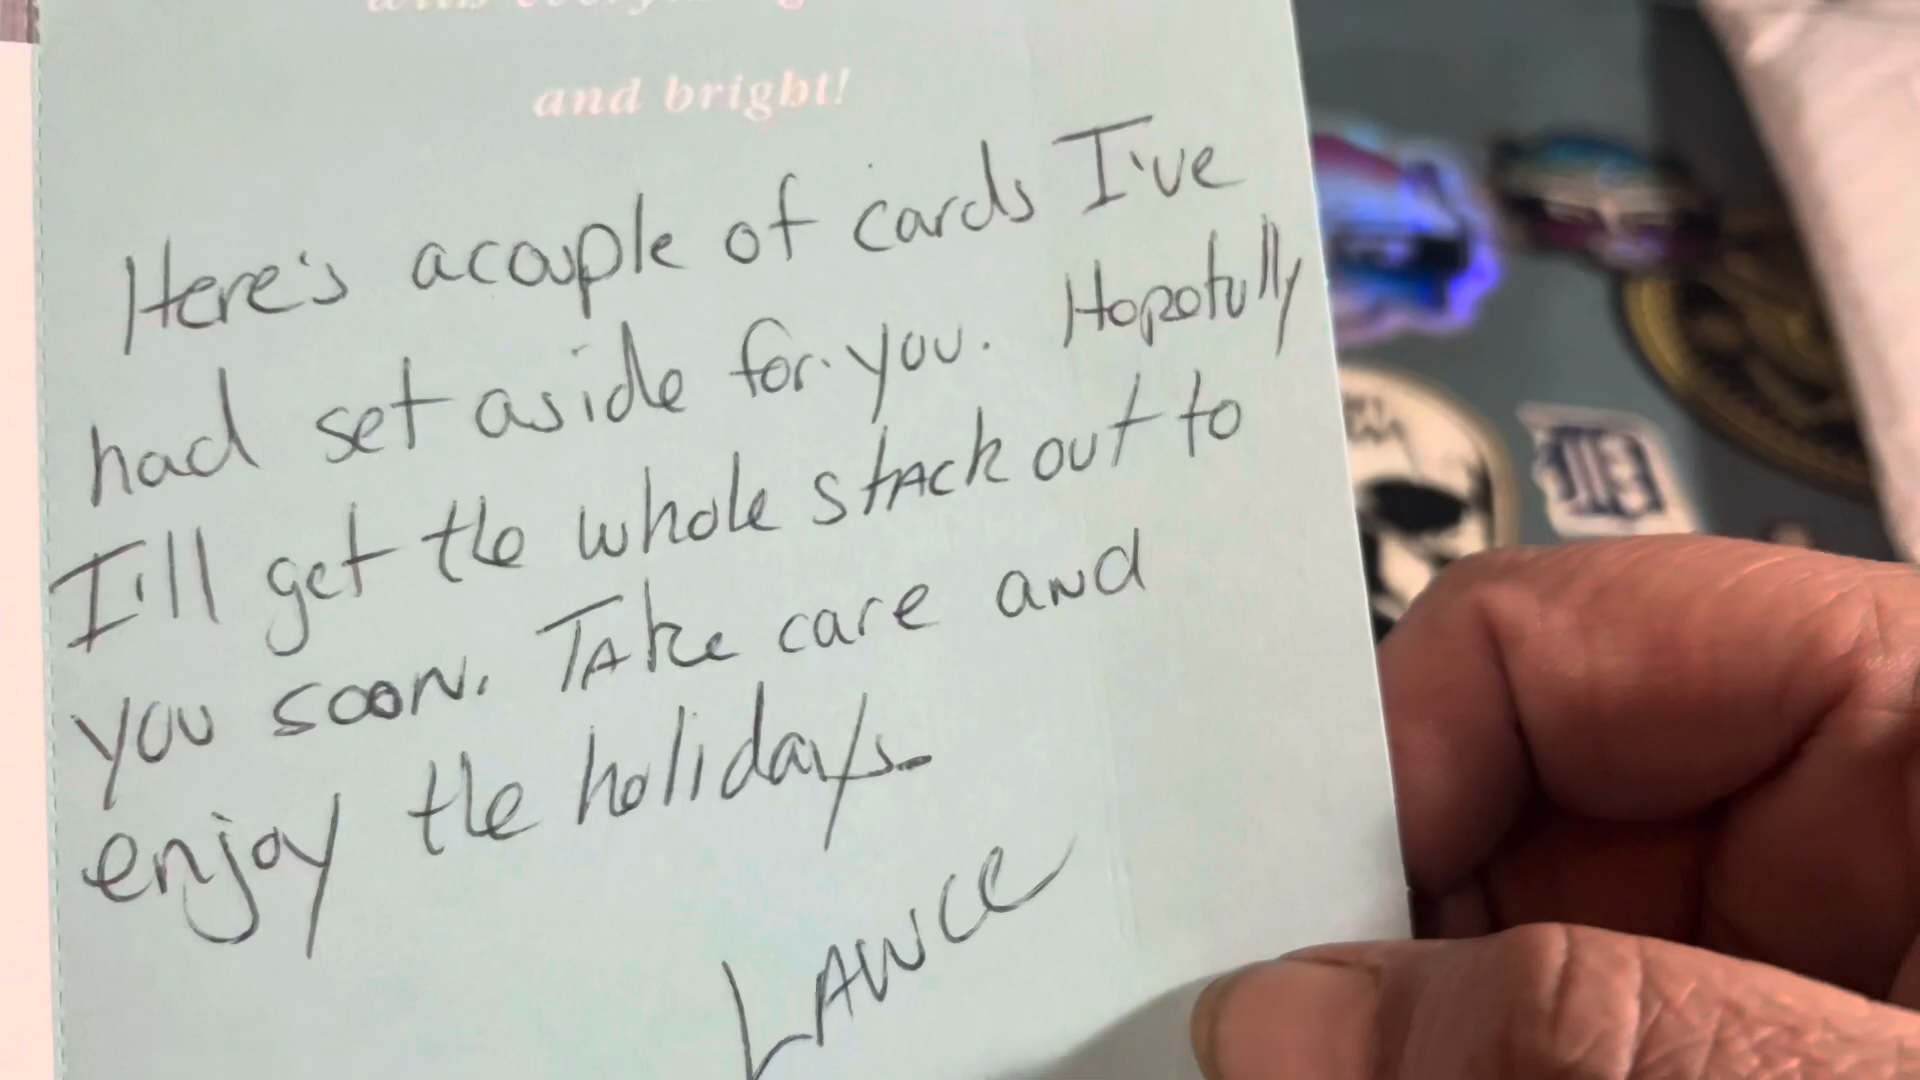 and bright!
Here's a couple of cards I've
had set aside for you. Hopefully
I'll get the whole stack out to
you soon. Take care and
enjoy the holidays.
Lance